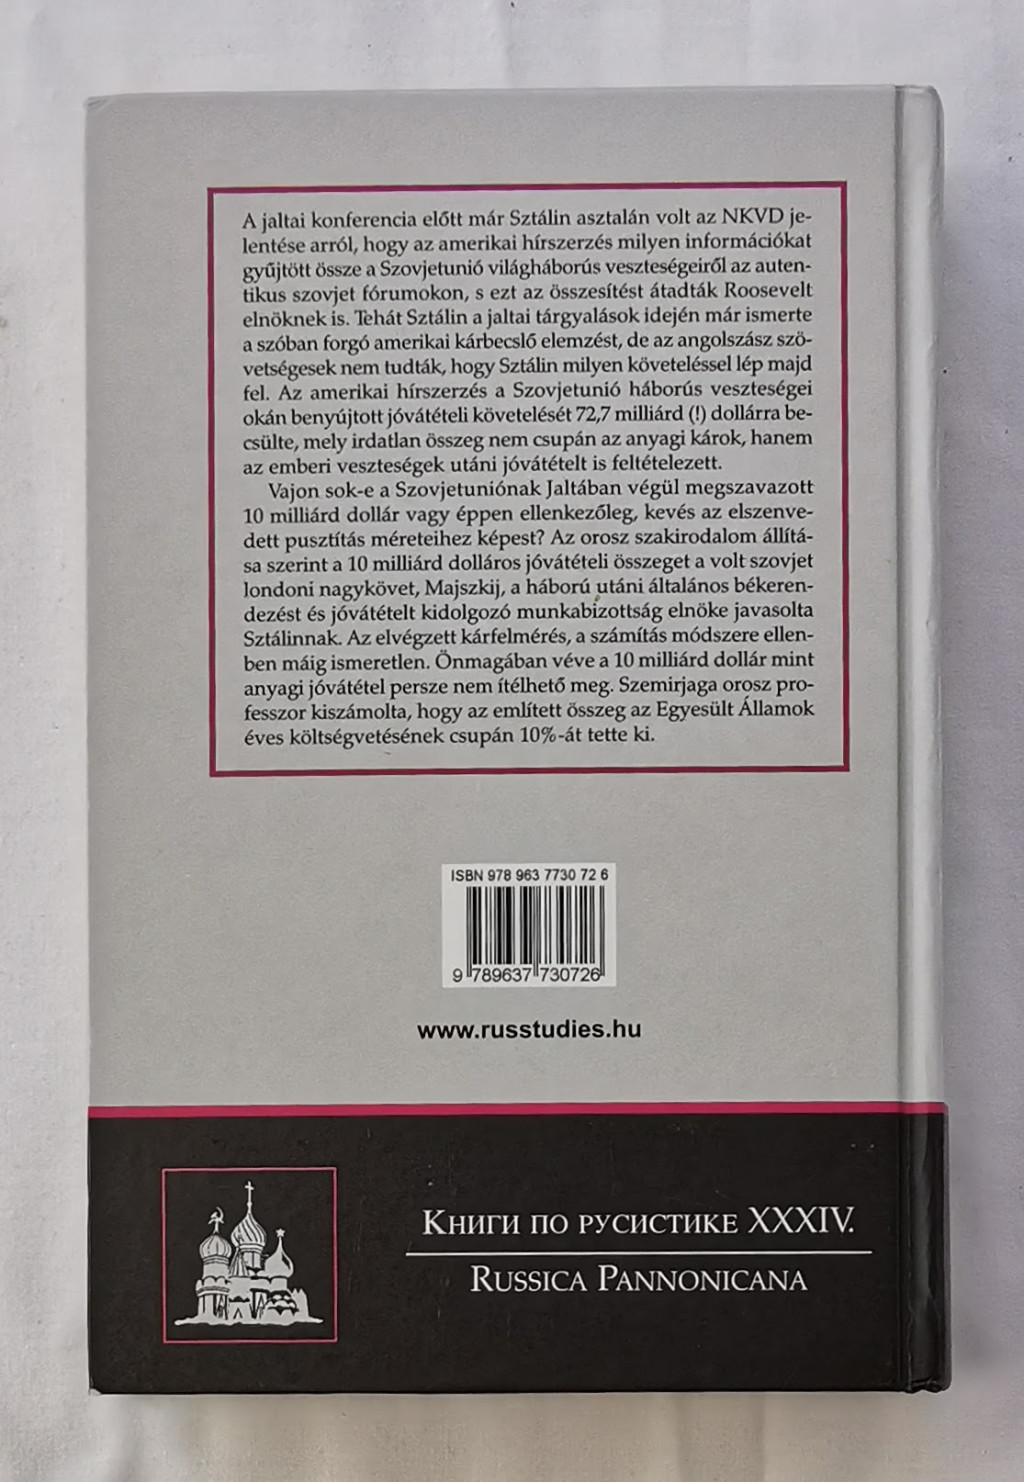 A jaltai konferencia előtt már Sztálin asztalán volt az NKVD je-
lentése arról, hogy az amerikai hírszerzés milyen információkat
gyűjtött össze a Szovjetunió világháborús veszteségeiről az auten-
tikus szovjet fórumokon, s ezt az összesítést átadták Roosevelt
elnöknek is. Tehát Sztálin a jaltai tárgyalások idején már ismerte
a szóban forgó amerikai kárbecslő elemzést, de az angolszász szö-
vetségesek nem tudták, hogy Sztálin milyen követeléssel lép majd
fel. Az amerikai hírszerzés a Szovjetunió háborús veszteségei
okán benyújtott jóvátételi követelését 72,7 milliárd (!) dollárra be-
csülte, mely irdatlan összeg nem csupán az anyagi károk, hanem
az emberi veszteségek utáni jóvátételt is feltételezett.
Vajon sok-e a Szovjetuniónak Jaltában végül megszavazott
10 milliárd dollár vagy éppen ellenkezőleg, kevés az elszenve-
dett pusztítás méreteihez képest? Az orosz szakirodalom állítá-
sa szerint a 10 milliárd dolláros jóvátételi összeget a volt szovjet
londoni nagykövet, Majszkij, a háború utáni általános békeren-
dezést és jóvátételt kidolgozó munkabizottság elnöke javasolta
Sztálinnak. Az elvégzett kárfelmérés, a számítás módszere ellen-
ben máig ismeretlen. Önmagában véve a 10 milliárd dollár mint
anyagi jóvátétel persze nem ítélhető meg. Szemirjaga orosz pro-
fesszor kiszámolta, hogy az említett összeg az Egyesült Államok
éves költségvetésének csupán 10%-át tette ki.
ISBN 978 963 7730 72 6
9 789637 730726
www.russtudies.hu
Книги по русистике XXXIV.
Russica Pannonicana